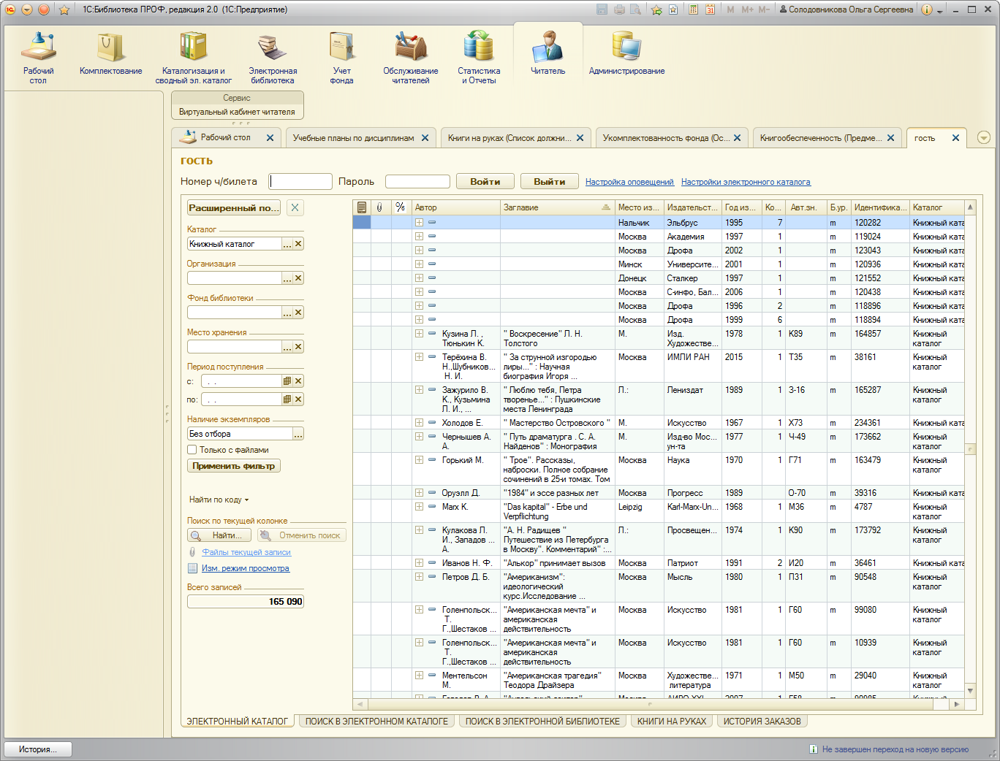 1С:Библиотека ПРОФ, редакция 2.0 (1С:Предприятие)
M M+ M- Солодовникова Ольга Сергеевна
Рабочий стол
Комплектование
Каталогизация и сводный эл. каталог
Электронная библиотека
Учет фонда
Обслуживание читателей
Статистика и Отчеты
Читатель
Администрирование
Сервис
Виртуальный кабинет читателя
Рабочий стол
Учебные планы по дисциплинам
Книги на руках (Список должни...
Укомплектованность фонда (Ос...
Книгообеспеченность (Предме...
гость
ГОСТЬ
Номер ч/билета Пароль Войти Выйти Настройка оповещений Настройки электронного каталога
Расширенный по...
Каталог
Книжный каталог
Организация
Фонд библиотеки
Место хранения
Период поступления
с: . .
по: . .
Наличие экземпляров
Без отбора
Только с файлами
Применить фильтр
Найти по коду
Поиск по текущей колонке
Найти... Отменить поиск
Файлы текущей записи
Изм. режим просмотра
Всего записей
165 090
% Автор Заглавие Место из... Издательст... Год из... Ко... Авт.зн. Б.ур. Идентифика... Каталог
Нальчик Эльбрус 1995 7 m 120282 Книжный ката
Москва Академия 1997 1 m 119024 Книжный ката
Москва Дрофа 2002 1 m 123043 Книжный ката
Минск Университе... 2001 1 m 120936 Книжный ката
Донецк Сталкер 1997 1 m 121552 Книжный ката
Москва С-инфо, Бал... 2006 1 m 120438 Книжный ката
Москва Дрофа 1996 2 m 118896 Книжный ката
Москва Дрофа 1999 6 m 118894 Книжный ката
Кузина Л. , " Воскресение" Л. Н. М. Изд. 1978 1 К89 m 164857 Книжный
Тюнькин К. Толстого Художестве... каталог
Терёхина В. " За струнной изгородью Москва ИМЛИ РАН 2015 1 Т35 m 38161 Книжный
Н.,Шубников... лиры..." : Научная каталог
Н. И. биография Игоря ...
Зажурило В. " Люблю тебя, Петра Л.: Лениздат 1989 1 З-16 m 165287 Книжный
К., Кузьмина творенье..." : Пушкинские каталог
Л. И., ... места Ленинграда
Холодов Е. " Мастерство Островского " М. Искусство 1967 1 Х73 m 234361 Книжный ката
Чернышев А. " Путь драматурга . С. А. М. Изд-во Мос... 1977 1 Ч-49 m 173662 Книжный
А. Найденов" : Монография ун-та каталог
Горький М. " Трое". Рассказы, Москва Наука 1970 1 Г71 m 163479 Книжный
наброски. Полное собрание каталог
сочинений в 25-и томах. Том
Оруэлл Д. "1984" и эссе разных лет Москва Прогресс 1989 1 О-70 m 39316 Книжный ката
Marx K. "Das kapital" - Erbe und Leipzig Karl-Marx-Un... 1968 1 М36 m 4787 Книжный
Verpflichtung каталог
Кулакова Л. "А. Н. Радищев " Л.: Просвещен... 1974 1 К90 m 173792 Книжный
И., Западов ... Путешествие из Петербурга каталог
А. в Москву". Комментарий" :...
Иванов Н. Ф. "Алькор" принимает вызов Москва Патриот 1991 2 И20 m 36461 Книжный ката
Петров Д. Б. "Американизм": Москва Мысль 1980 1 П31 m 90548 Книжный
идеологический каталог
курс.Исследование ...
Голенпольск... "Американская мечта" и Москва Искусство 1981 1 Г60 m 99080 Книжный
Т. американская каталог
Г.,Шестаков ... действительность
Голенпольск... "Американская мечта" и Москва Искусство 1981 1 Г60 m 10939 Книжный
Т. американская каталог
Г.,Шестаков ... действительность
Ментельсон "Американская трагедия" Москва Художестве... 1971 1 М50 m 29040 Книжный
М. Теодора Драйзера литература каталог
ЭЛЕКТРОННЫЙ КАТАЛОГ ПОИСК В ЭЛЕКТРОННОМ КАТАЛОГЕ ПОИСК В ЭЛЕКТРОННОЙ БИБЛИОТЕКЕ КНИГИ НА РУКАХ ИСТОРИЯ ЗАКАЗОВ
История... Не завершен переход на новую версию